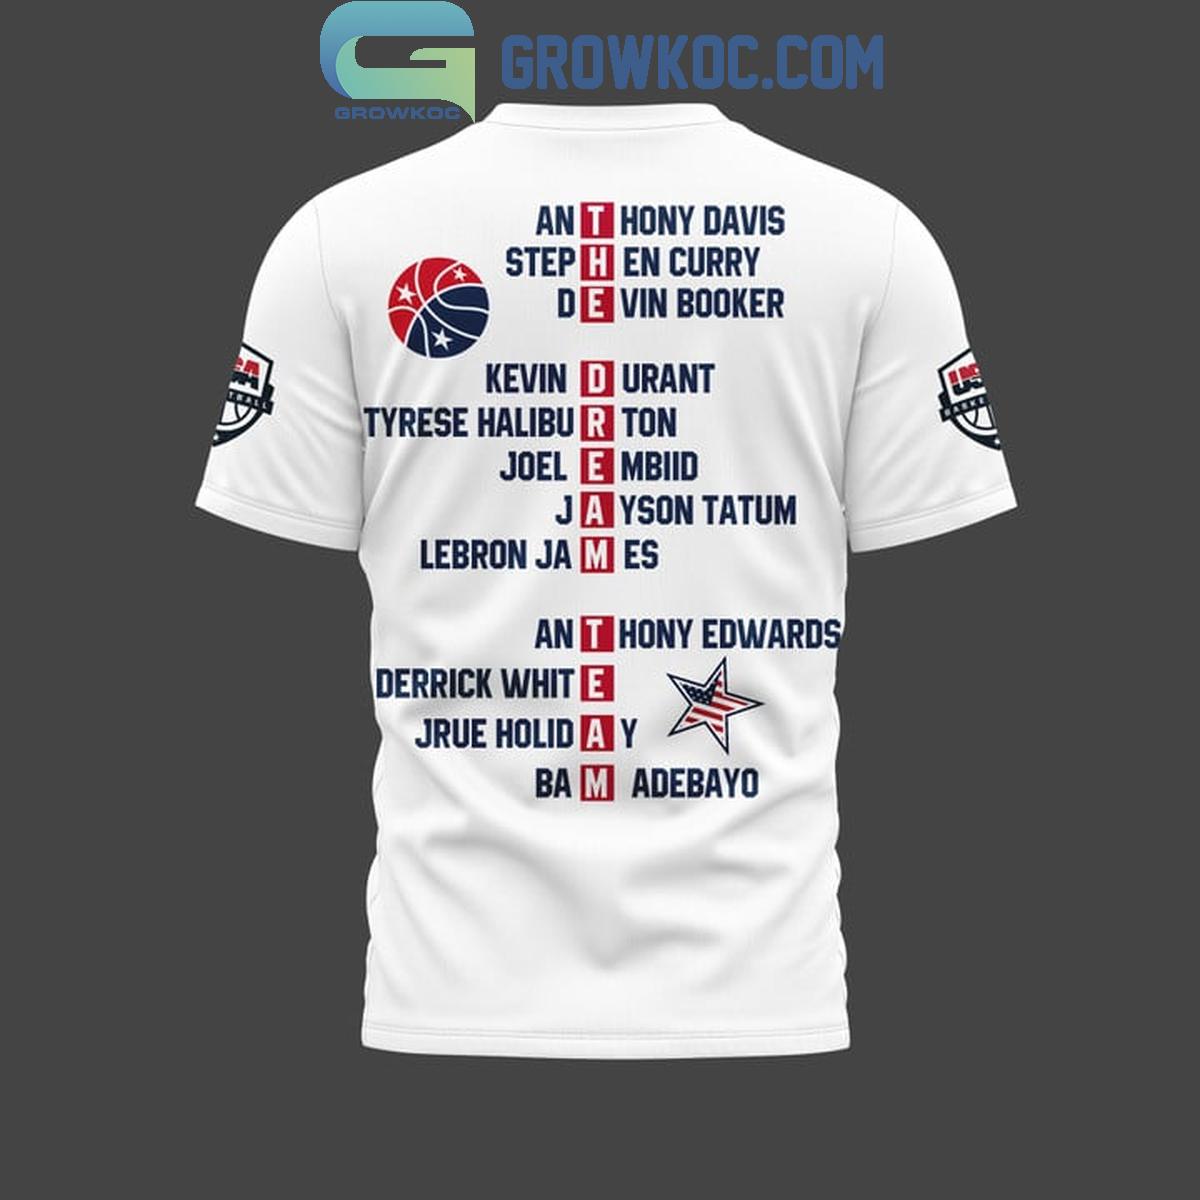 GROWKOC.COM
GROWKOC
ANTHONY DAVIS
STEPHEN CURRY
DEVIN BOOKER
KEVIN DURANT
TYRESE HALIBURTON
JOEL EMBIID
JAYSON TATUM
LEBRON JAMES
ANTHONY EDWARDS
DERRICK WHITE
JRUE HOLIDAY
BAM ADEBAYO